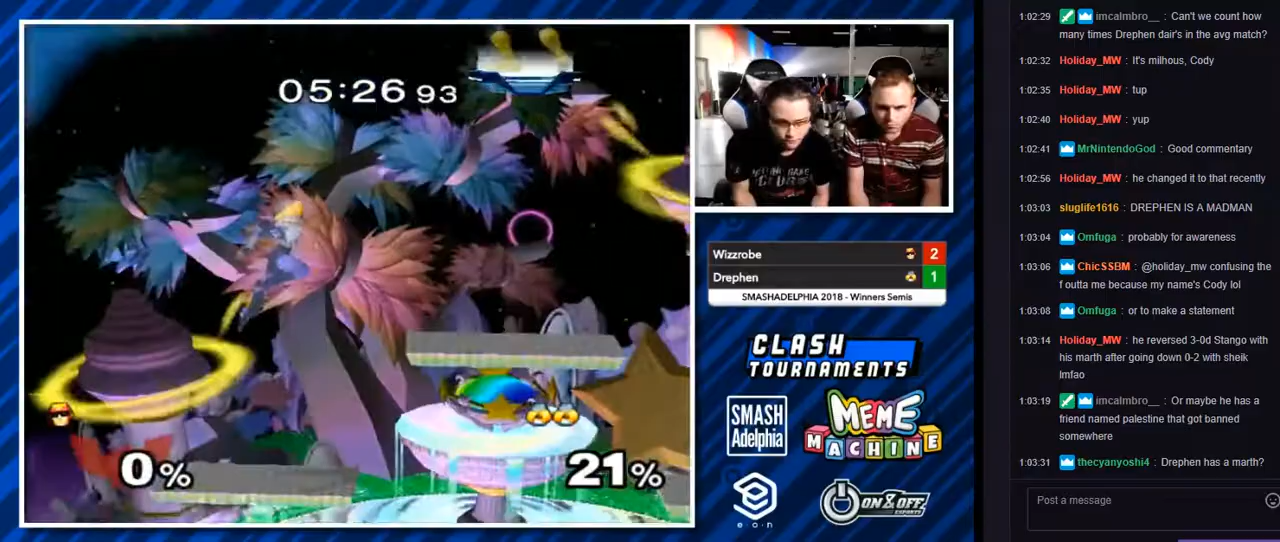 05:26 93
0%
21%
Wizzrobe 2
Drephen 1
SMASHADELPHIA 2018 - Winners Semis
CLASH
TOURNAMENTS
SMASH
Adelphia
MEME
MACHINE
e·o·n
ON&OFF
ESPORTS
1:02:29 imcalmbro__ : Can't we count how
many times Drephen dair's in the avg match?
1:02:32 Holiday_MW: It's milhous, Cody
1:02:35 Holiday_MW: tup
1:02:40 Holiday_MW: yup
1:02:41 MrNintendoGod : Good commentary
1:02:56 Holiday_MW: he changed it to that recently
1:03:03 sluglife1616 : DREPHEN IS A MADMAN
1:03:04 Omfuga : probably for awareness
1:03:06 ChicSSBM : @holiday_mw confusing the
f outta me because my name's Cody lol
1:03:08 Omfuga : or to make a statement
1:03:14 Holiday_MW: he reversed 3-0d Stango with
his marth after going down 0-2 with sheik
lmfao
1:03:19 imcalmbro__ : Or maybe he has a
friend named palestine that got banned
somewhere
1:03:31 thecyanyoshi4 : Drephen has a marth?
Post a message